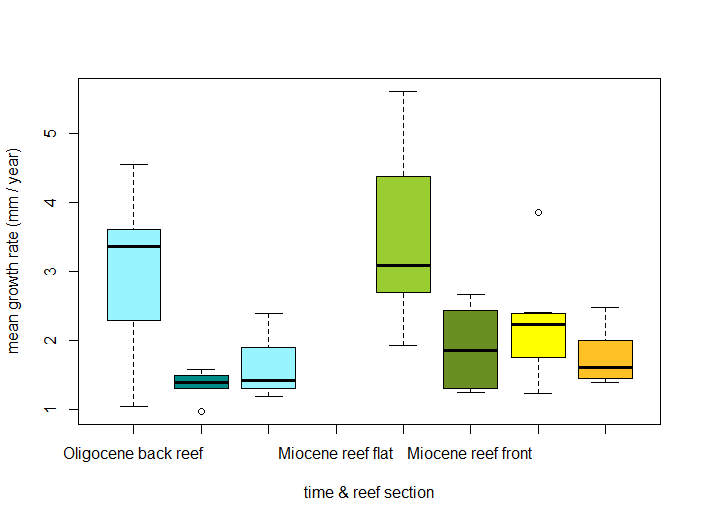 mean growth rate (mm / year)
5
4
3
2
1
Oligocene back reef Miocene reef flat Miocene reef front
time & reef section